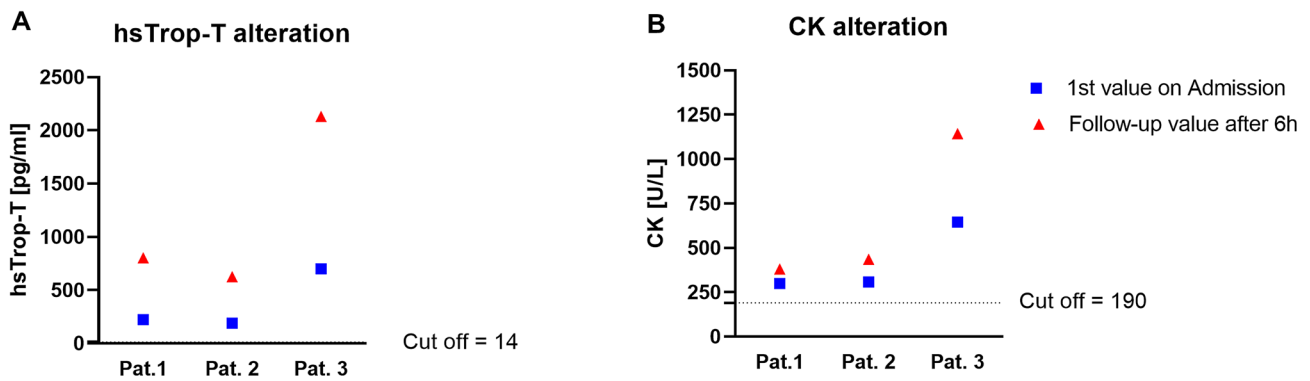 A
hsTrop-T alteration
hsTrop-T [pg/ml]
2500
2000
1500
1000
500
0
Pat.1 Pat. 2 Pat. 3
Cut off = 14
B
CK alteration
CK [U/L]
1500
1250
1000
750
500
250
0
Pat.1 Pat. 2 Pat. 3
Cut off = 190
1st value on Admission
Follow-up value after 6h